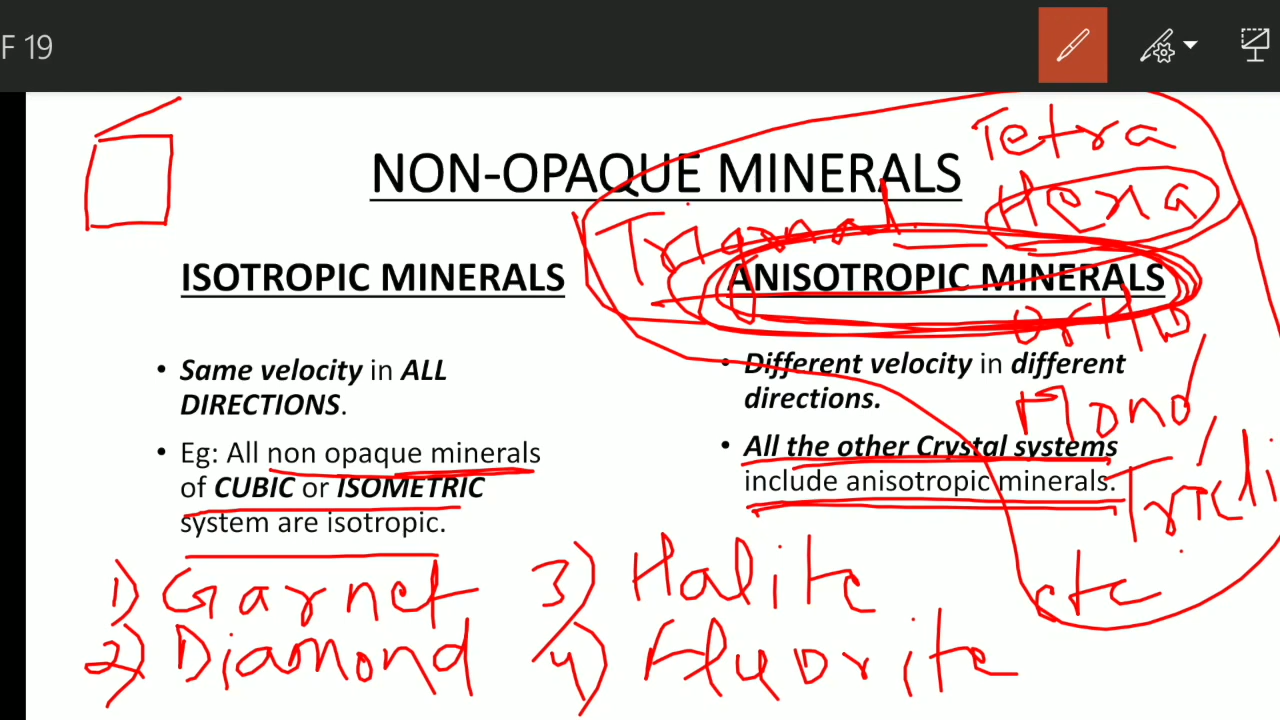 F 19
Tetra
NON-OPAQUE MINERALS
Hexa
Trigonal
ISOTROPIC MINERALS
ANISOTROPIC MINERALS
Ortho
• Same velocity in ALL
DIRECTIONS.
• Eg: All non opaque minerals
of CUBIC or ISOMETRIC
system are isotropic.
• Different velocity in different
directions.
• All the other Crystal systems
include anisotropic minerals.
Mono
Tricli
etc
1) Garnet
2) Diamond
3) Halite
4) Fluorite